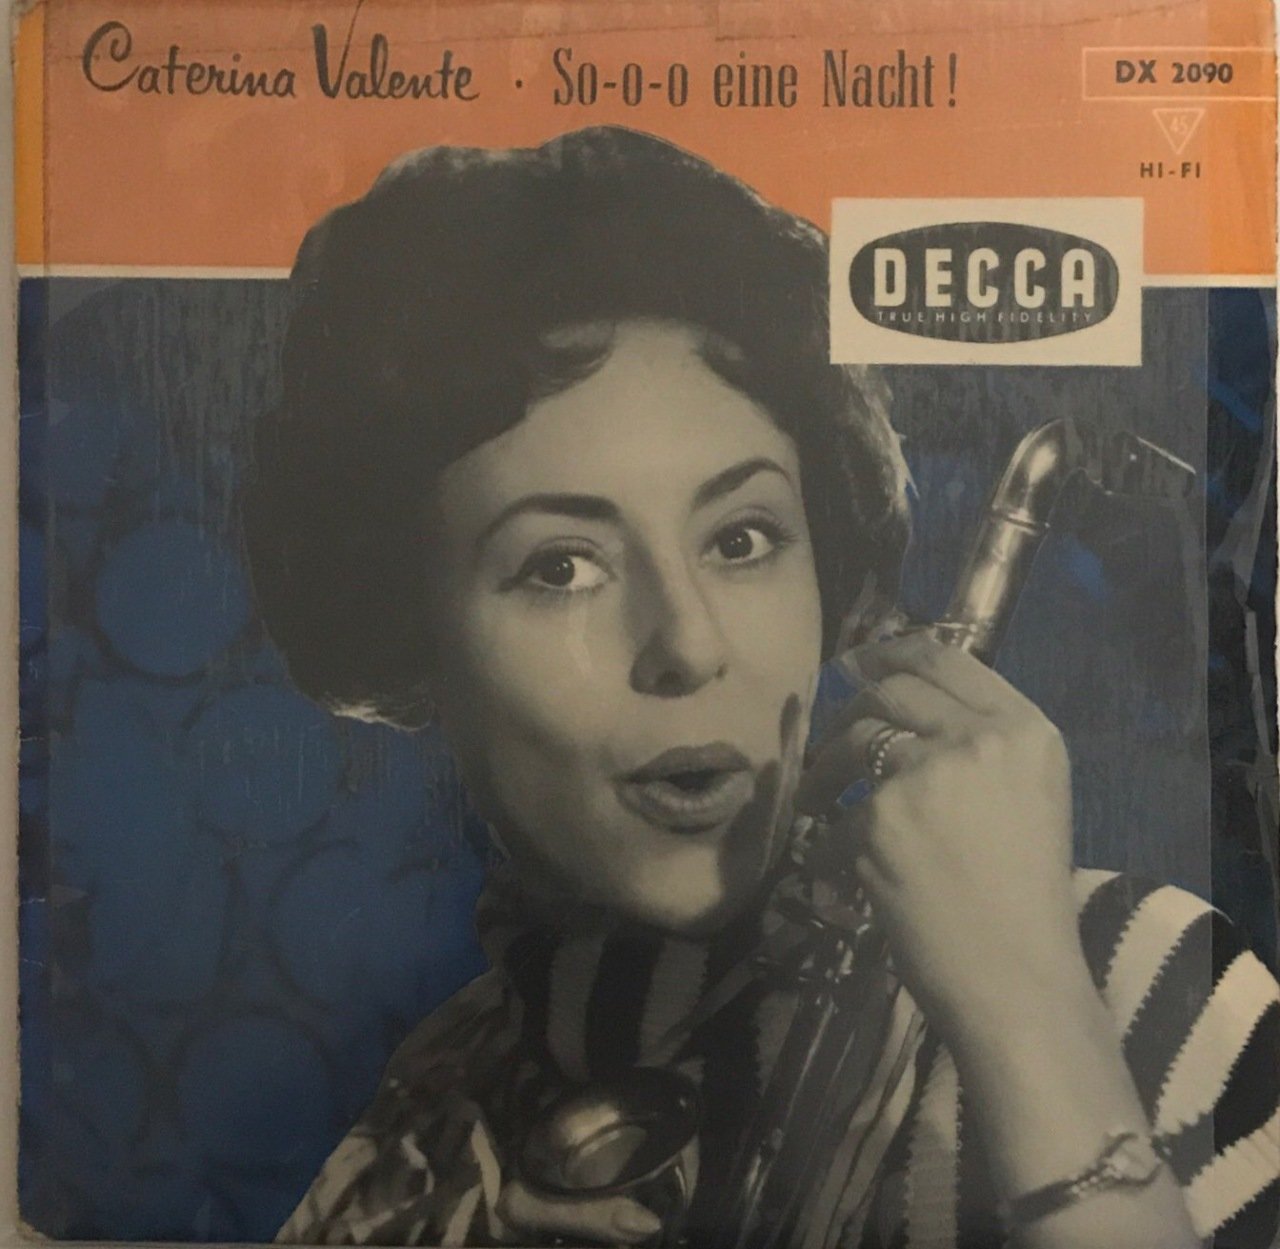 Caterina Valente · So-o-o eine Nacht!
DX 2090
45
HI-FI
DECCA
TRUE HIGH FIDELITY